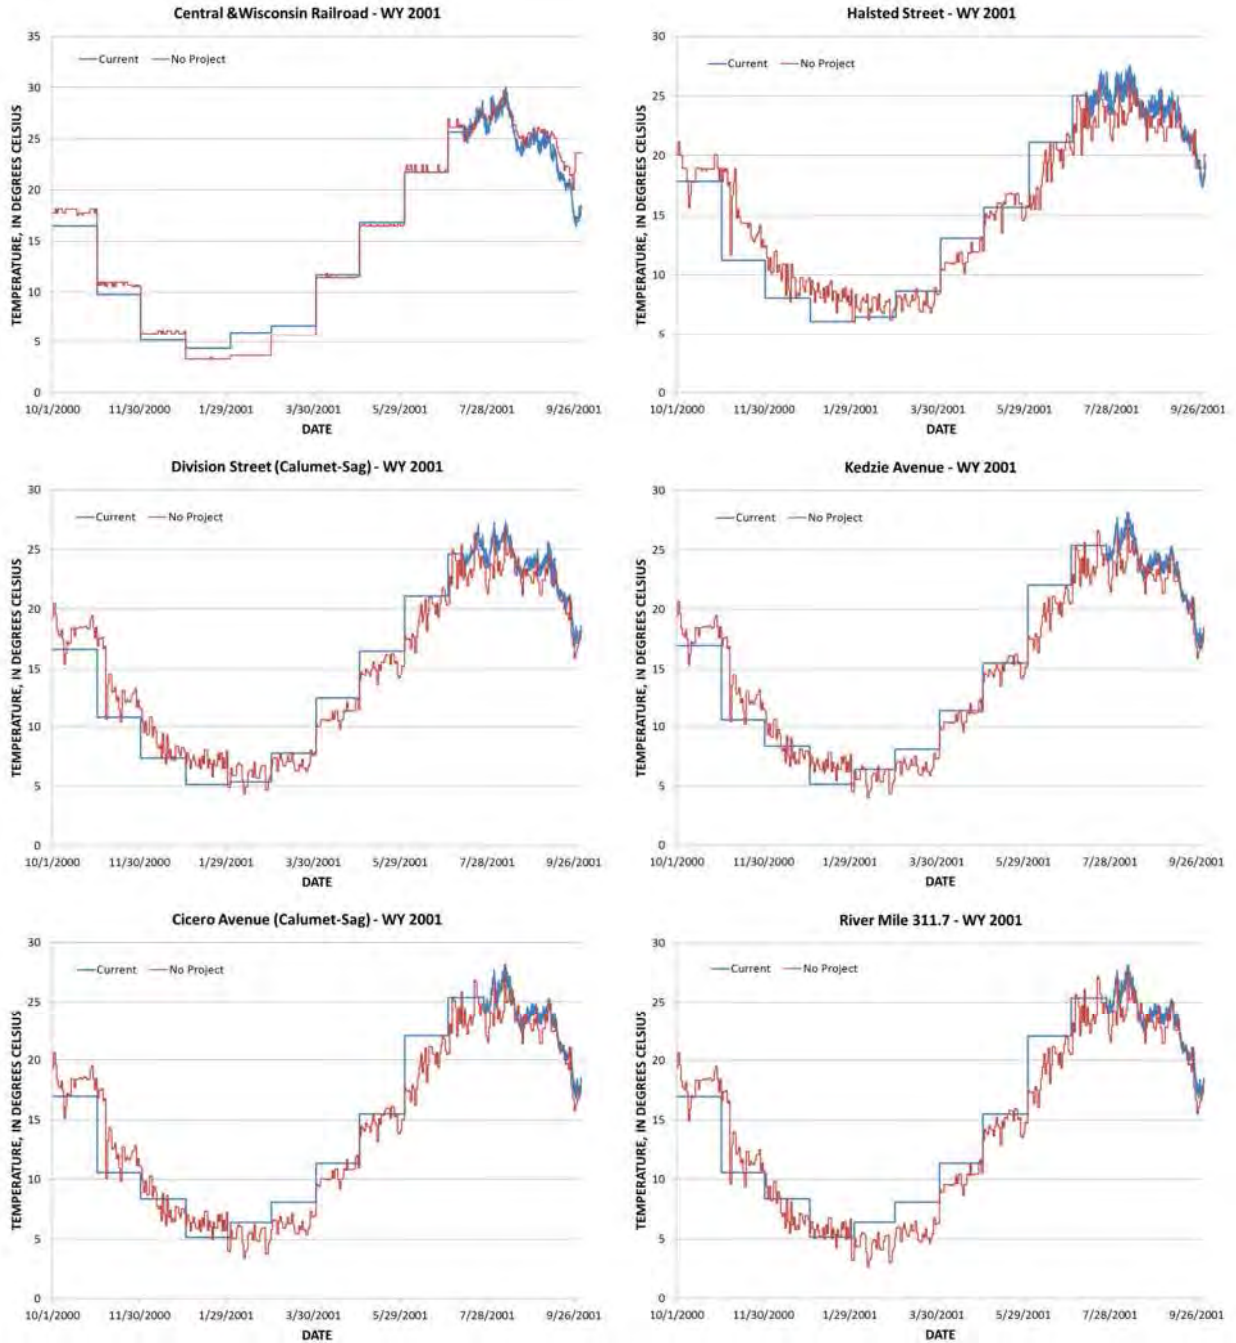 Central &Wisconsin Railroad - WY 2001
TEMPERATURE, IN DEGREES CELSIUS
35
30
25
20
15
10
5
0
Current No Project
10/1/2000 11/30/2000 1/29/2001 3/30/2001 5/29/2001 7/28/2001 9/26/2001
DATE
Halsted Street - WY 2001
TEMPERATURE, IN DEGREES CELSIUS
30
25
20
15
10
5
0
Current No Project
10/1/2000 11/30/2000 1/29/2001 3/30/2001 5/29/2001 7/28/2001 9/26/2001
DATE
Division Street (Calumet-Sag) - WY 2001
TEMPERATURE, IN DEGREES CELSIUS
30
25
20
15
10
5
0
Current No Project
10/1/2000 11/30/2000 1/29/2001 3/30/2001 5/29/2001 7/28/2001 9/26/2001
DATE
Kedzie Avenue - WY 2001
TEMPERATURE, IN DEGREES CELSIUS
30
25
20
15
10
5
0
Current No Project
10/1/2000 11/30/2000 1/29/2001 3/30/2001 5/29/2001 7/28/2001 9/26/2001
DATE
Cicero Avenue (Calumet-Sag) - WY 2001
TEMPERATURE, IN DEGREES CELSIUS
30
25
20
15
10
5
0
Current No Project
10/1/2000 11/30/2000 1/29/2001 3/30/2001 5/29/2001 7/28/2001 9/26/2001
DATE
River Mile 311.7 - WY 2001
TEMPERATURE, IN DEGREES CELSIUS
30
25
20
15
10
5
0
Current No Project
10/1/2000 11/30/2000 1/29/2001 3/30/2001 5/29/2001 7/28/2001 9/26/2001
DATE